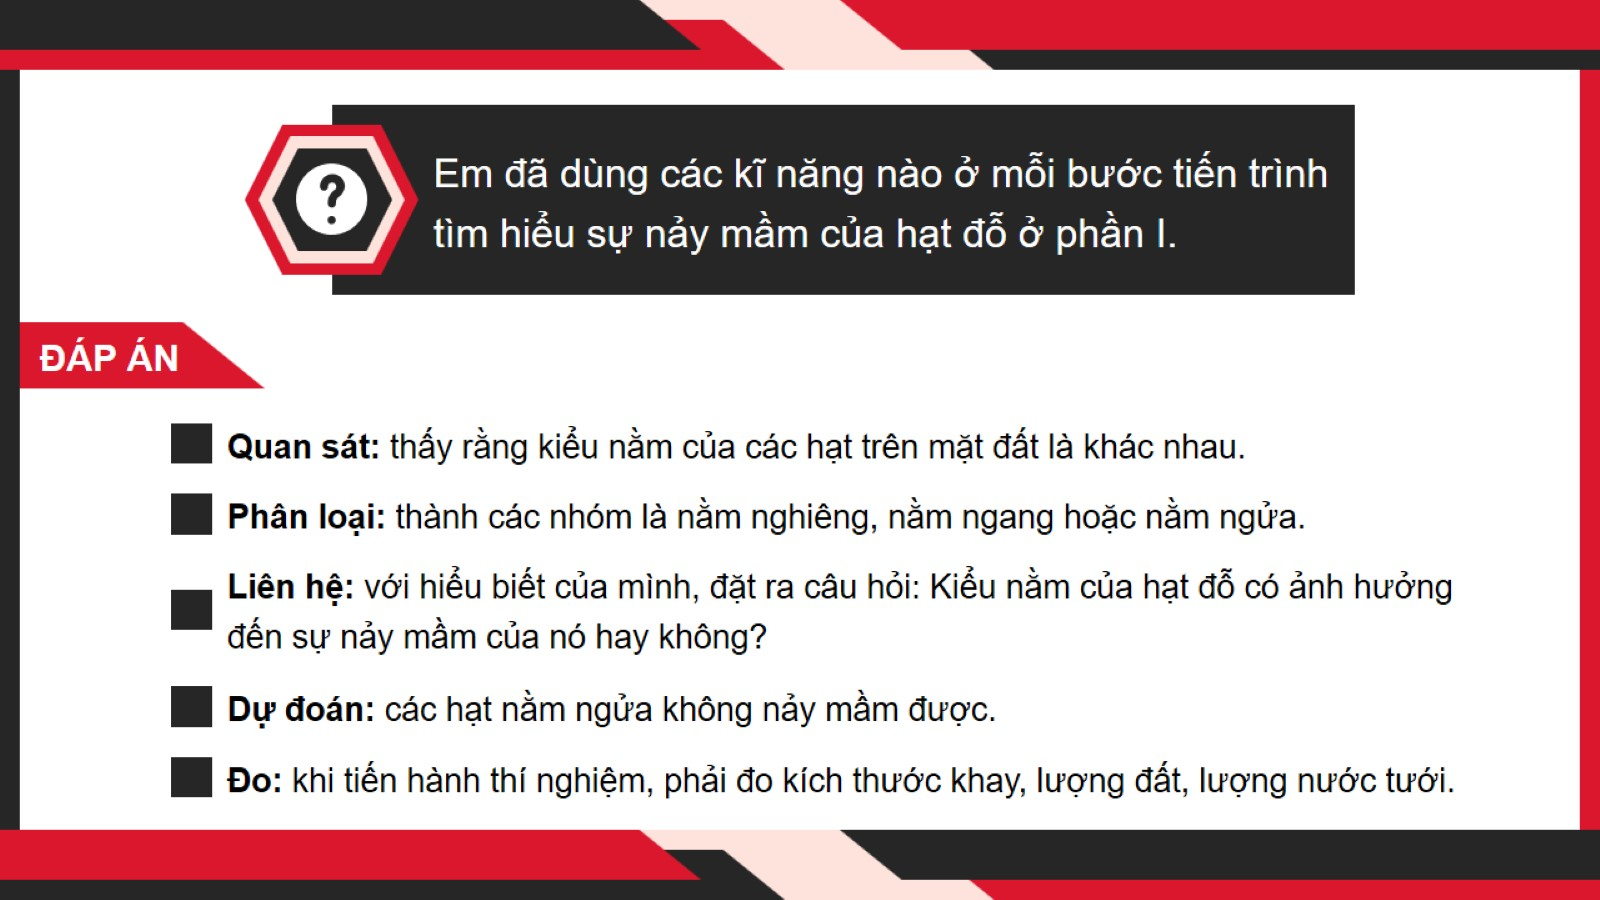 Em đã dùng các kĩ năng nào ở mỗi bước tiến trình
tìm hiểu sự nảy mầm của hạt đỗ ở phần I.
ĐÁP ÁN
Quan sát: thấy rằng kiểu nằm của các hạt trên mặt đất là khác nhau.
Phân loại: thành các nhóm là nằm nghiêng, nằm ngang hoặc nằm ngửa.
Liên hệ: với hiểu biết của mình, đặt ra câu hỏi: Kiểu nằm của hạt đỗ có ảnh hưởng
đến sự nảy mầm của nó hay không?
Dự đoán: các hạt nằm ngửa không nảy mầm được.
Đo: khi tiến hành thí nghiệm, phải đo kích thước khay, lượng đất, lượng nước tưới.